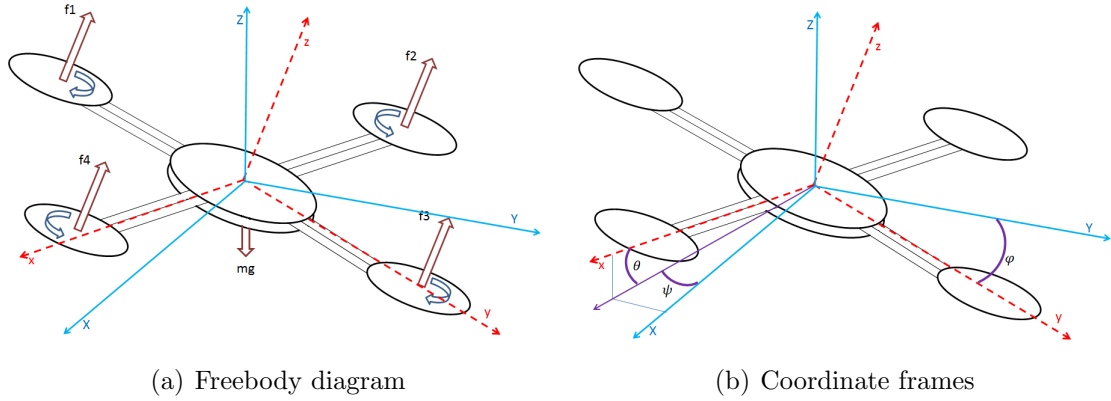 f1
Z
z
f2
f4
f3
Y
x
mg
X
y
(a) Freebody diagram
Z
z
Y
x
θ
ψ
φ
X
y
(b) Coordinate frames